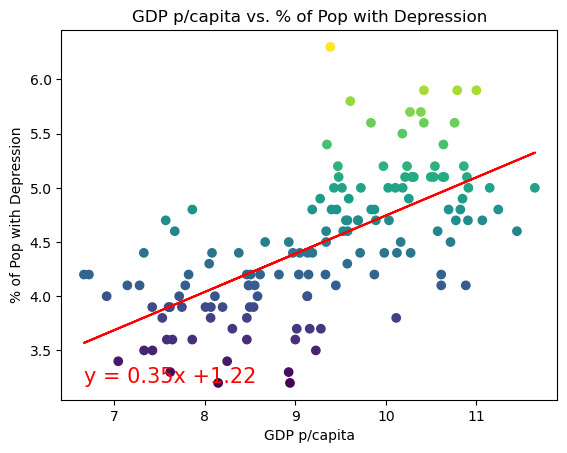 GDP p/capita vs. % of Pop with Depression
% of Pop with Depression
6.0
5.5
5.0
4.5
4.0
3.5
y = 0.35x +1.22
7 8 9 10 11
GDP p/capita